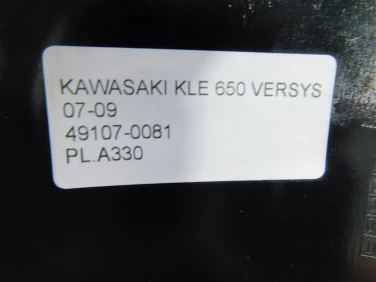 KAWASAKI KLE 650 VERSYS
07-09
49107-0081
PL.A330